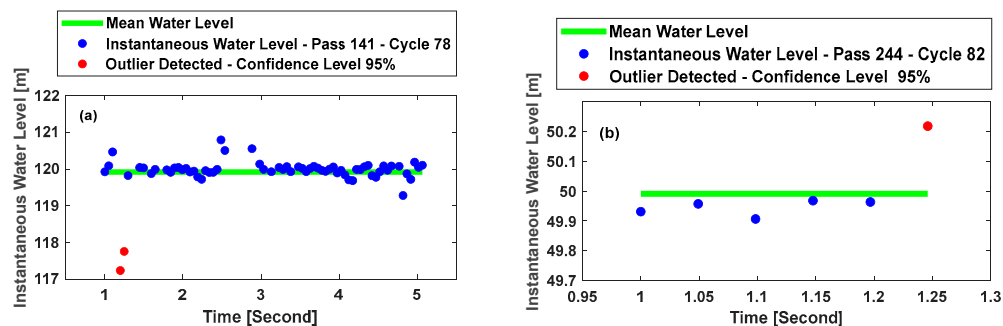 Mean Water Level
Instantaneous Water Level - Pass 141 - Cycle 78
Outlier Detected - Confidence Level 95%
Instantaneous Water Level [m]
122
121
120
119
118
117
(a)
1
2
3
4
5
Time [Second]
Mean Water Level
Instantaneous Water Level - Pass 244 - Cycle 82
Outlier Detected - Confidence Level 95%
Instantaneous Water Level [m]
50.2
50.1
50
49.9
49.8
49.7
(b)
0.95
1
1.05
1.1
1.15
1.2
1.25
1.3
Time [Second]